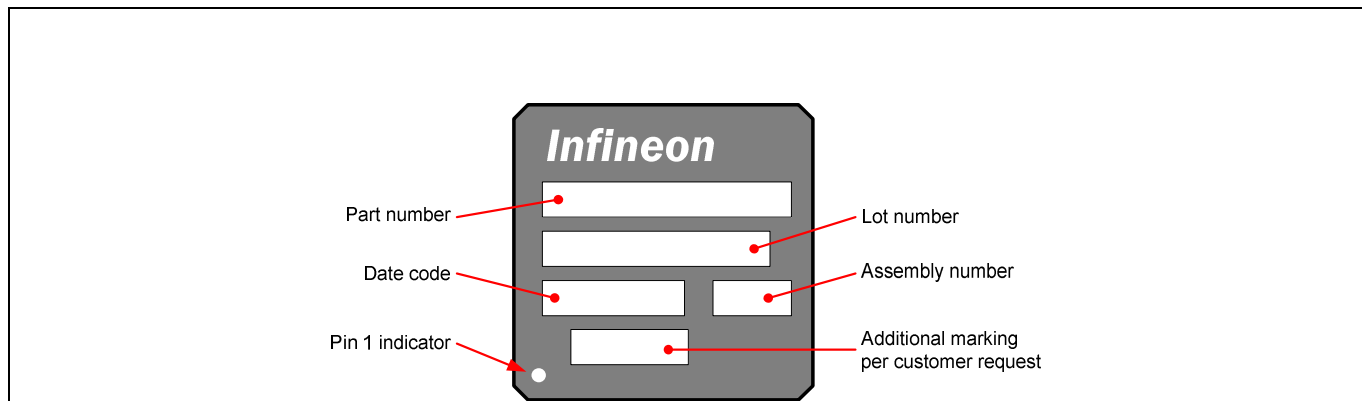 Infineon
Part number
Lot number
Date code
Assembly number
Pin 1 indicator
Additional marking
per customer request